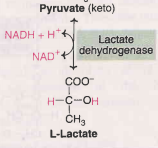 Pyruvate (keto)
NADH + H⁺
Lactate
dehydrogenase
NAD⁺
COO⁻
H–C–OH
CH₃
L-Lactate